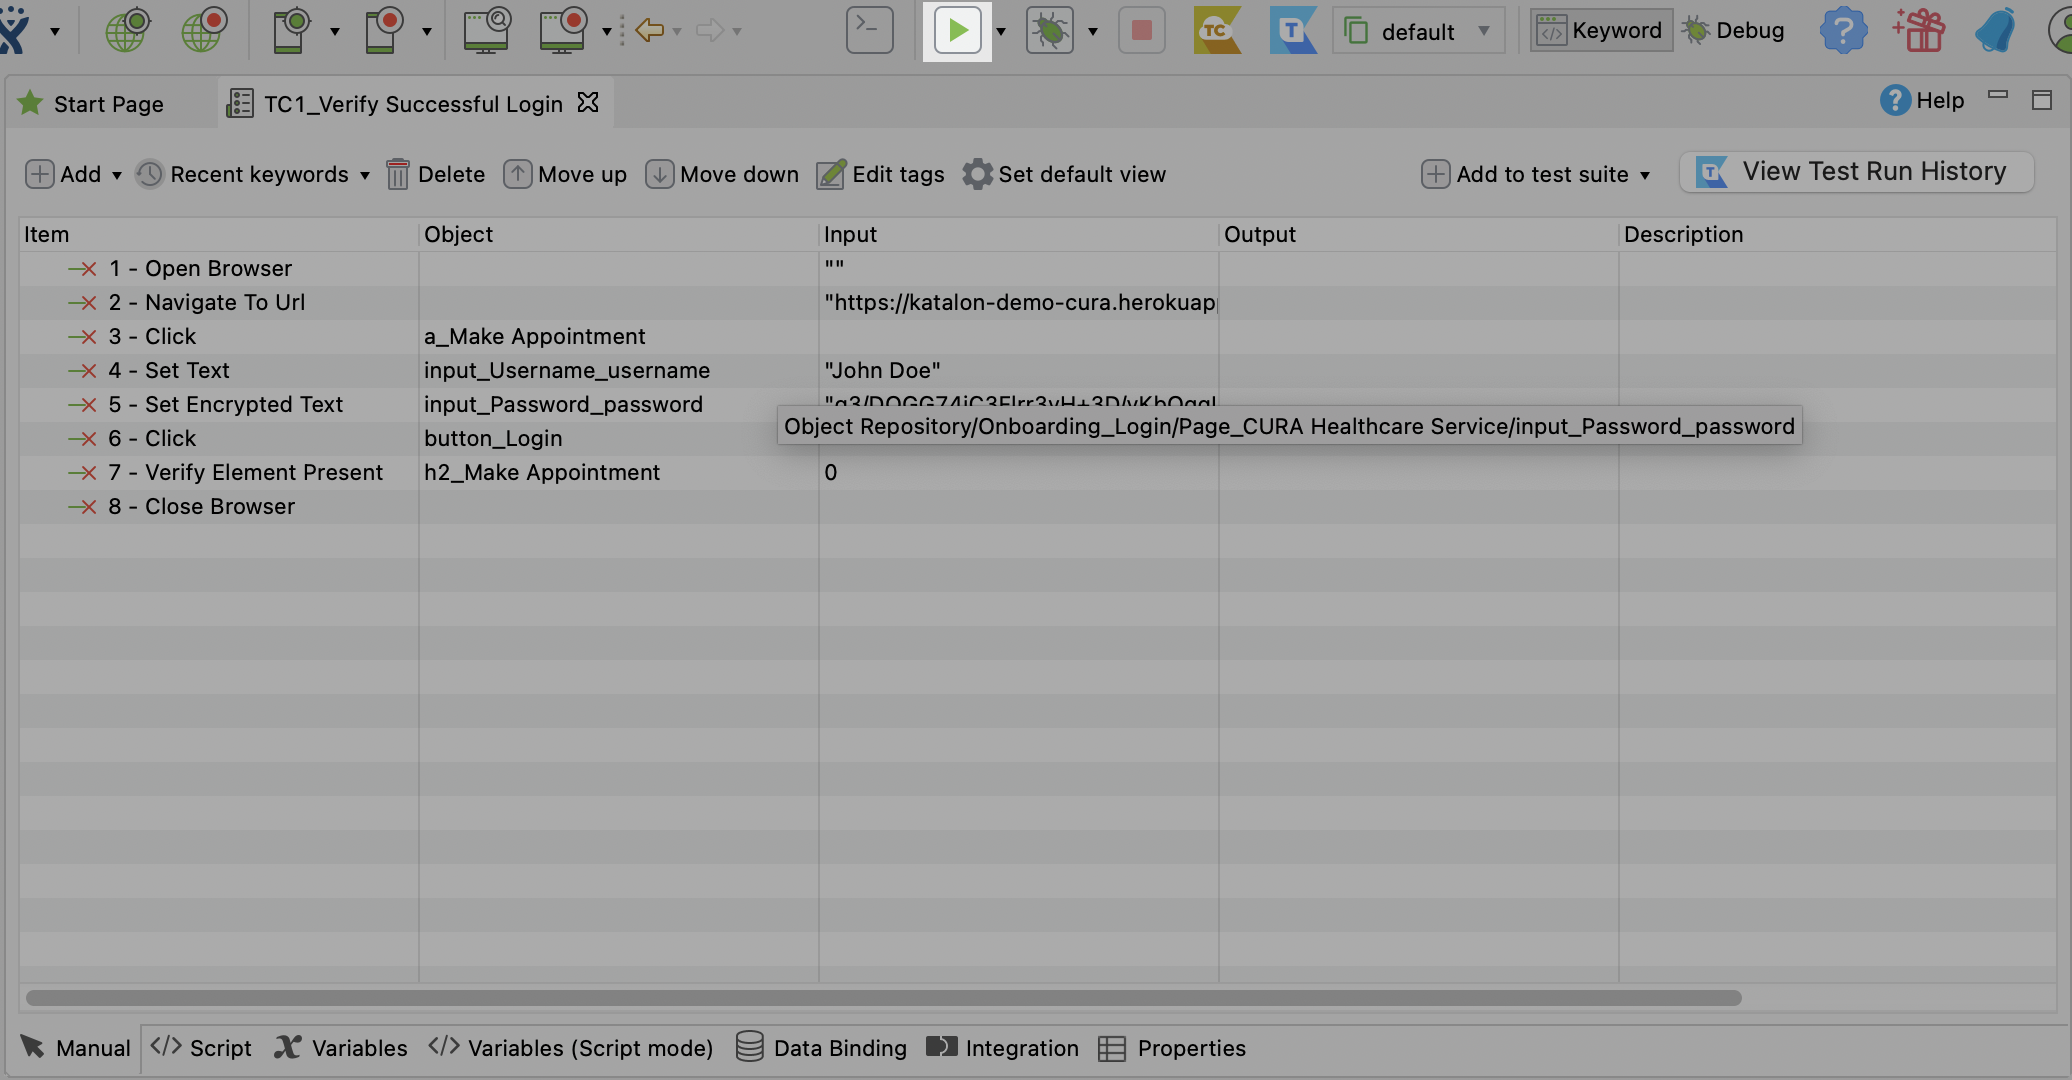 TC T default Keyword Debug
Start Page TC1_Verify Successful Login Help
Add Recent keywords Delete Move up Move down Edit tags Set default view Add to test suite View Test Run History
Item Object Input Output Description
1 - Open Browser ""
2 - Navigate To Url "https://katalon-demo-cura.herokuap
3 - Click a_Make Appointment
4 - Set Text input_Username_username "John Doe"
5 - Set Encrypted Text input_Password_password
Object Repository/Onboarding_Login/Page_CURA Healthcare Service/input_Password_password
6 - Click button_Login
7 - Verify Element Present h2_Make Appointment 0
8 - Close Browser
Manual Script Variables Variables (Script mode) Data Binding Integration Properties